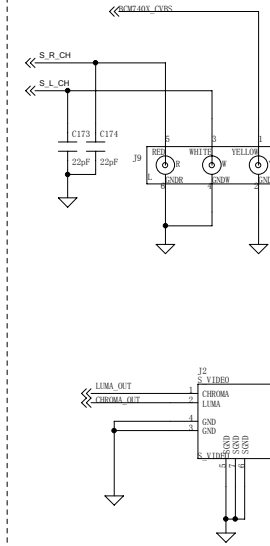 BCM740X_CVBS
S_R_CH
S_L_CH
C173 C174
22pF 22pF
5 3 1
RED WHITE YELLOW
J9
R W
L GNDR GNDW GND
6 4 2
J2
S_VIDEO
LUMA_OUT 1 CHROMA
CHROMA_OUT 2 LUMA
4 GND
3 GND
SGND SGND SGND
S_VIDEO
5 7 6